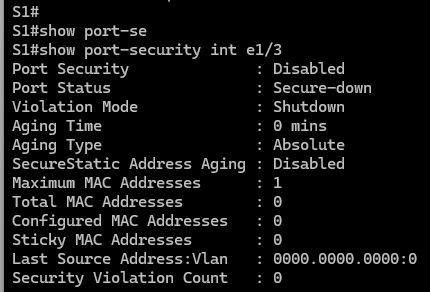 S1#
S1#show port-se
S1#show port-security int e1/3
Port Security              : Disabled
Port Status                : Secure-down
Violation Mode             : Shutdown
Aging Time                 : 0 mins
Aging Type                 : Absolute
SecureStatic Address Aging : Disabled
Maximum MAC Addresses      : 1
Total MAC Addresses        : 0
Configured MAC Addresses   : 0
Sticky MAC Addresses       : 0
Last Source Address:Vlan   : 0000.0000.0000:0
Security Violation Count   : 0